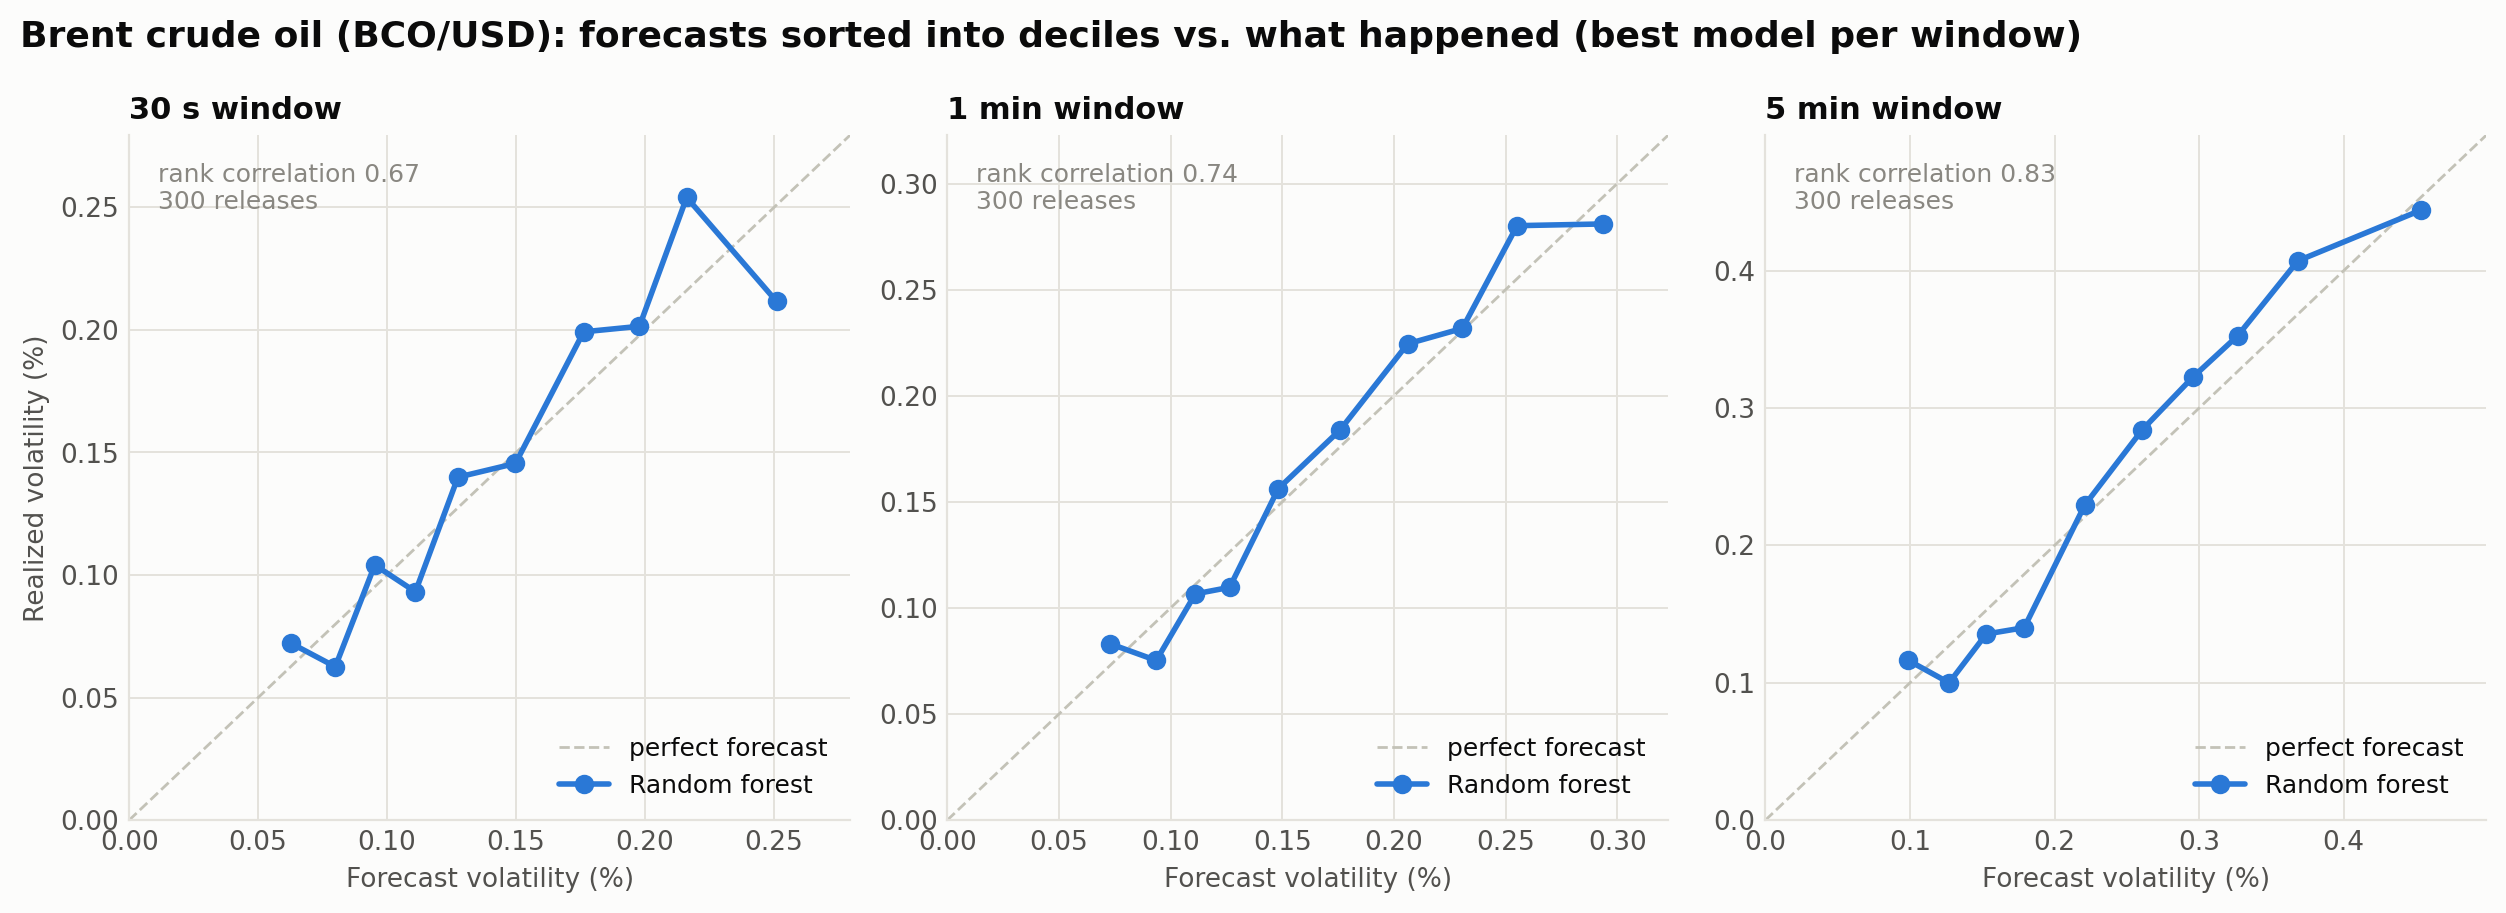 Brent crude oil (BCO/USD): forecasts sorted into deciles vs. what happened (best model per window)
30 s window
rank correlation 0.67
300 releases
Realized volatility (%)
0.25
0.20
0.15
0.10
0.05
0.00
0.00 0.05 0.10 0.15 0.20 0.25
Forecast volatility (%)
perfect forecast
Random forest
1 min window
rank correlation 0.74
300 releases
0.30
0.25
0.20
0.15
0.10
0.05
0.00
0.00 0.05 0.10 0.15 0.20 0.25 0.30
Forecast volatility (%)
perfect forecast
Random forest
5 min window
rank correlation 0.83
300 releases
0.4
0.3
0.2
0.1
0.0
0.0 0.1 0.2 0.3 0.4
Forecast volatility (%)
perfect forecast
Random forest